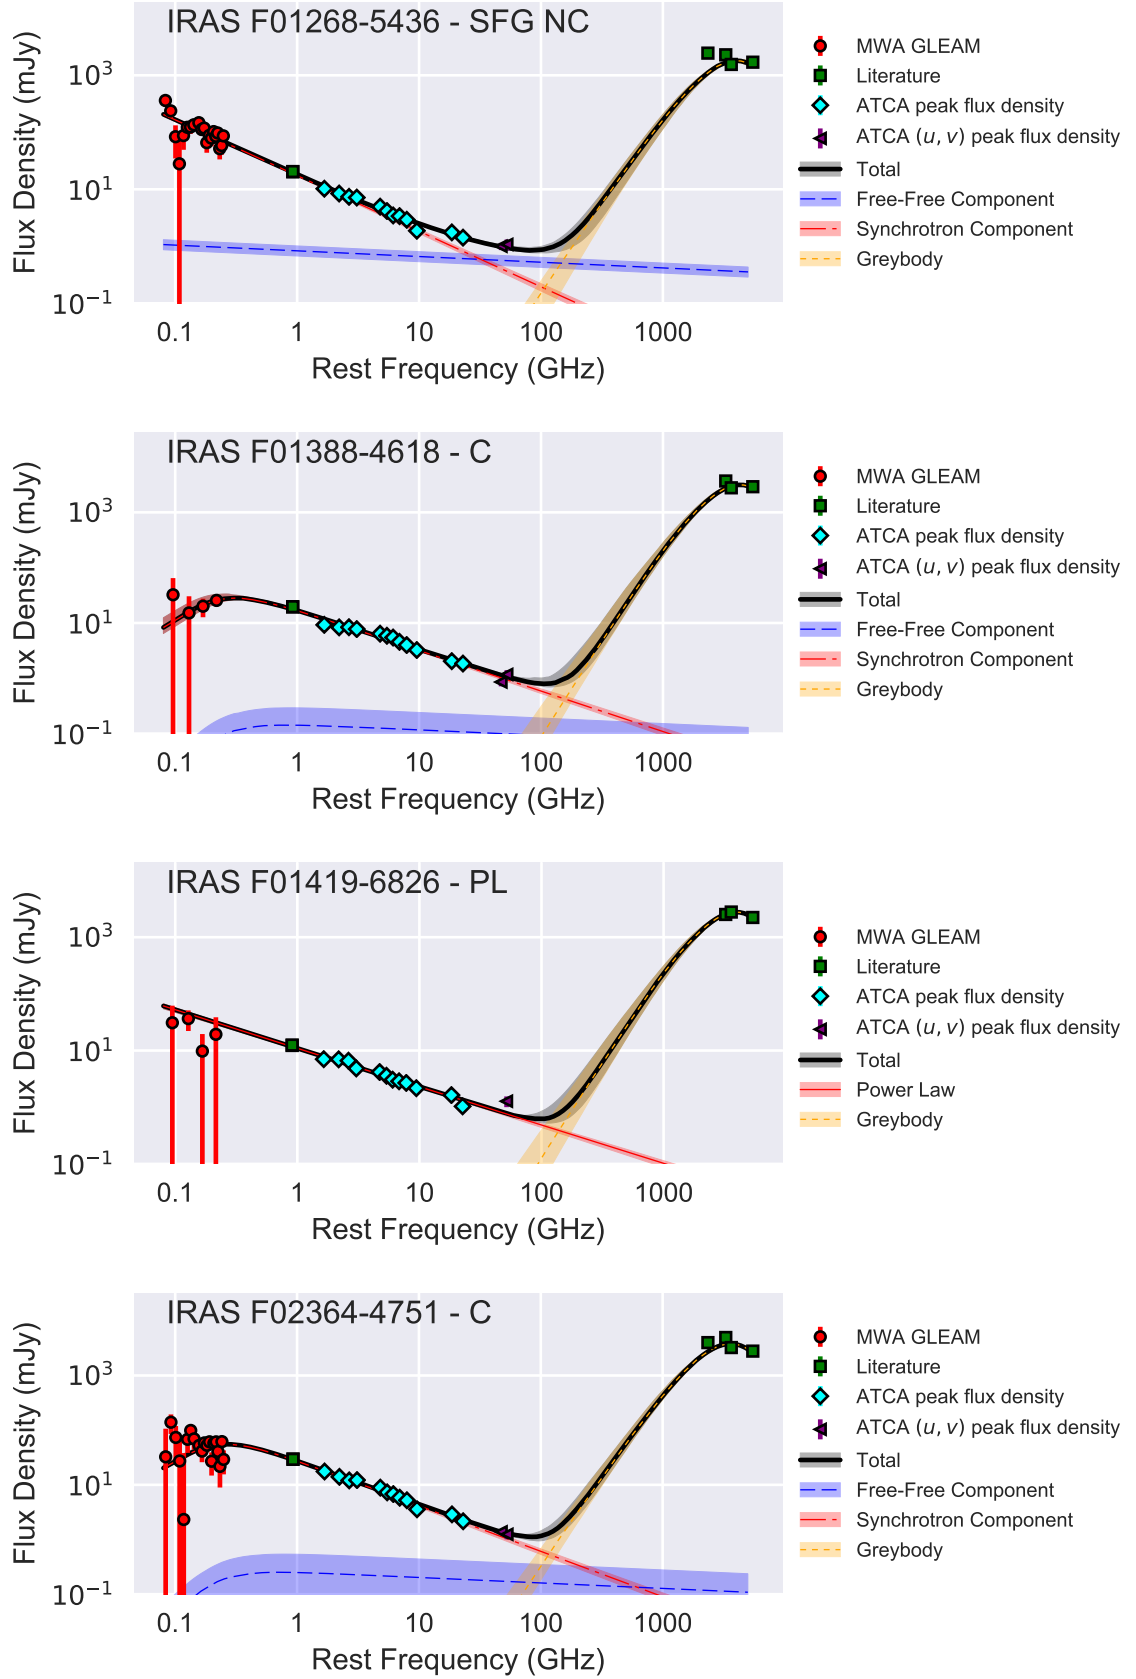 IRAS F01268-5436 - SFG NC
Flux Density (mJy)
10³
10¹
10⁻¹
0.1 1 10 100 1000
Rest Frequency (GHz)
MWA GLEAM
Literature
ATCA peak flux density
ATCA (u, v) peak flux density
Total
Free-Free Component
Synchrotron Component
Greybody
IRAS F01388-4618 - C
Flux Density (mJy)
10³
10¹
10⁻¹
0.1 1 10 100 1000
Rest Frequency (GHz)
MWA GLEAM
Literature
ATCA peak flux density
ATCA (u, v) peak flux density
Total
Free-Free Component
Synchrotron Component
Greybody
IRAS F01419-6826 - PL
Flux Density (mJy)
10³
10¹
10⁻¹
0.1 1 10 100 1000
Rest Frequency (GHz)
MWA GLEAM
Literature
ATCA peak flux density
ATCA (u, v) peak flux density
Total
Power Law
Greybody
IRAS F02364-4751 - C
Flux Density (mJy)
10³
10¹
10⁻¹
0.1 1 10 100 1000
Rest Frequency (GHz)
MWA GLEAM
Literature
ATCA peak flux density
ATCA (u, v) peak flux density
Total
Free-Free Component
Synchrotron Component
Greybody